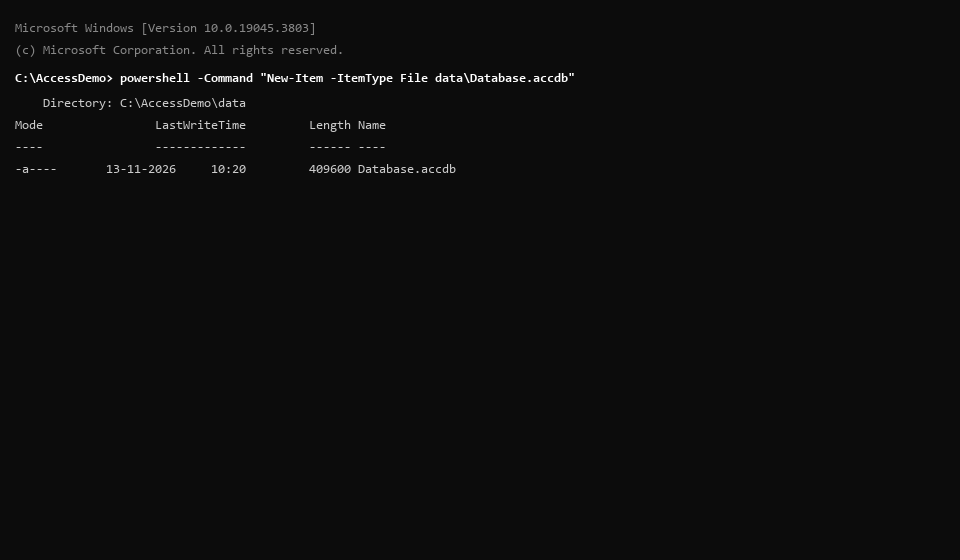 Microsoft Windows [Version 10.0.19045.3803]
(c) Microsoft Corporation. All rights reserved.
C:\AccessDemo> powershell -Command "New-Item -ItemType File data\Database.accdb"
    Directory: C:\AccessDemo\data
Mode                LastWriteTime         Length Name
----                -------------         ------ ----
-a----       13-11-2026     10:20         409600 Database.accdb